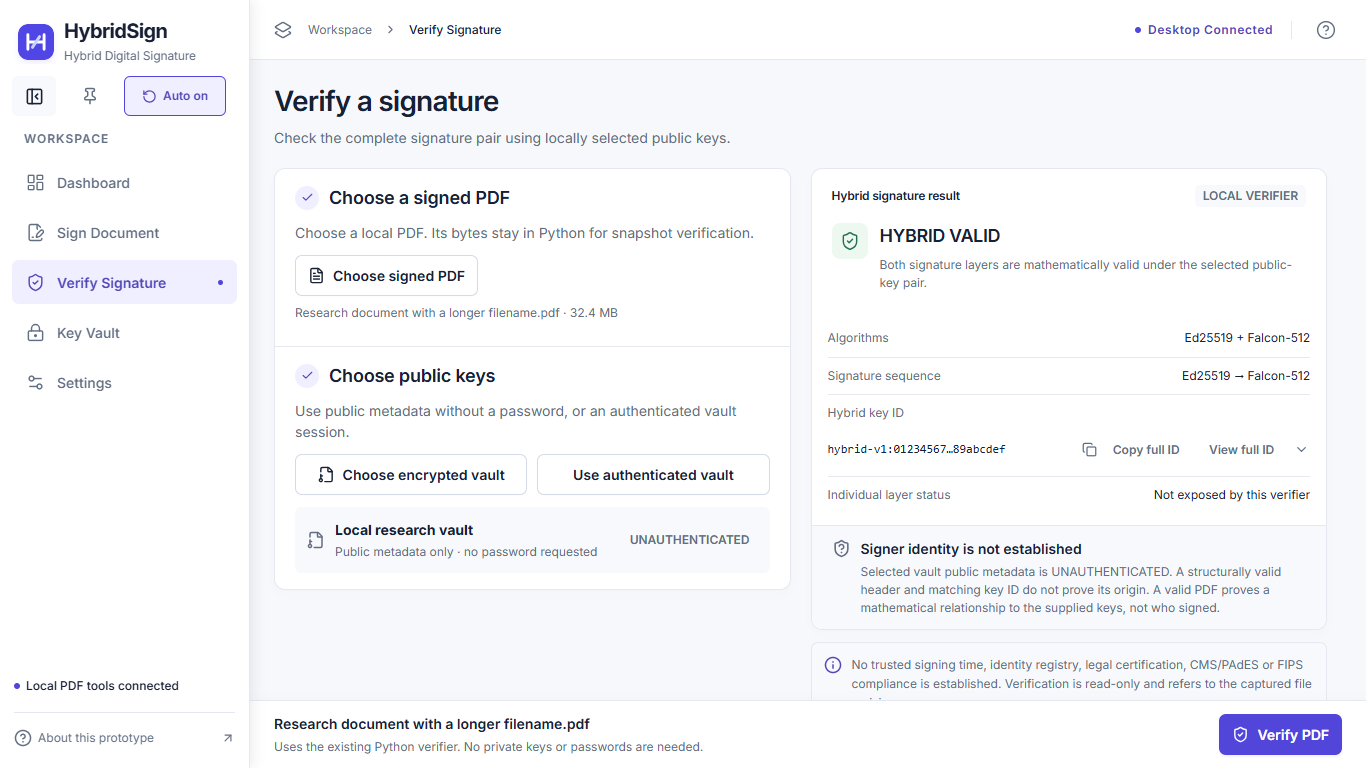 HybridSign
Hybrid Digital Signature
Auto on
WORKSPACE
Dashboard
Sign Document
Verify Signature
Key Vault
Settings
Local PDF tools connected
About this prototype
Workspace
Verify Signature
Desktop Connected
Verify a signature
Check the complete signature pair using locally selected public keys.
Choose a signed PDF
Choose a local PDF. Its bytes stay in Python for snapshot verification.
Choose signed PDF
Research document with a longer filename.pdf · 32.4 MB
Choose public keys
Use public metadata without a password, or an authenticated vault
session.
Choose encrypted vault
Use authenticated vault
Local research vault
Public metadata only · no password requested
UNAUTHENTICATED
Hybrid signature result
LOCAL VERIFIER
HYBRID VALID
Both signature layers are mathematically valid under the selected public-
key pair.
Algorithms
Ed25519 + Falcon-512
Signature sequence
Ed25519 → Falcon-512
Hybrid key ID
hybrid-v1:01234567…89abcdef
Copy full ID
View full ID
Individual layer status
Not exposed by this verifier
Signer identity is not established
Selected vault public metadata is UNAUTHENTICATED. A structurally valid
header and matching key ID do not prove its origin. A valid PDF proves a
mathematical relationship to the supplied keys, not who signed.
No trusted signing time, identity registry, legal certification, CMS/PAdES or FIPS
compliance is established. Verification is read-only and refers to the captured file
Research document with a longer filename.pdf
Uses the existing Python verifier. No private keys or passwords are needed.
Verify PDF